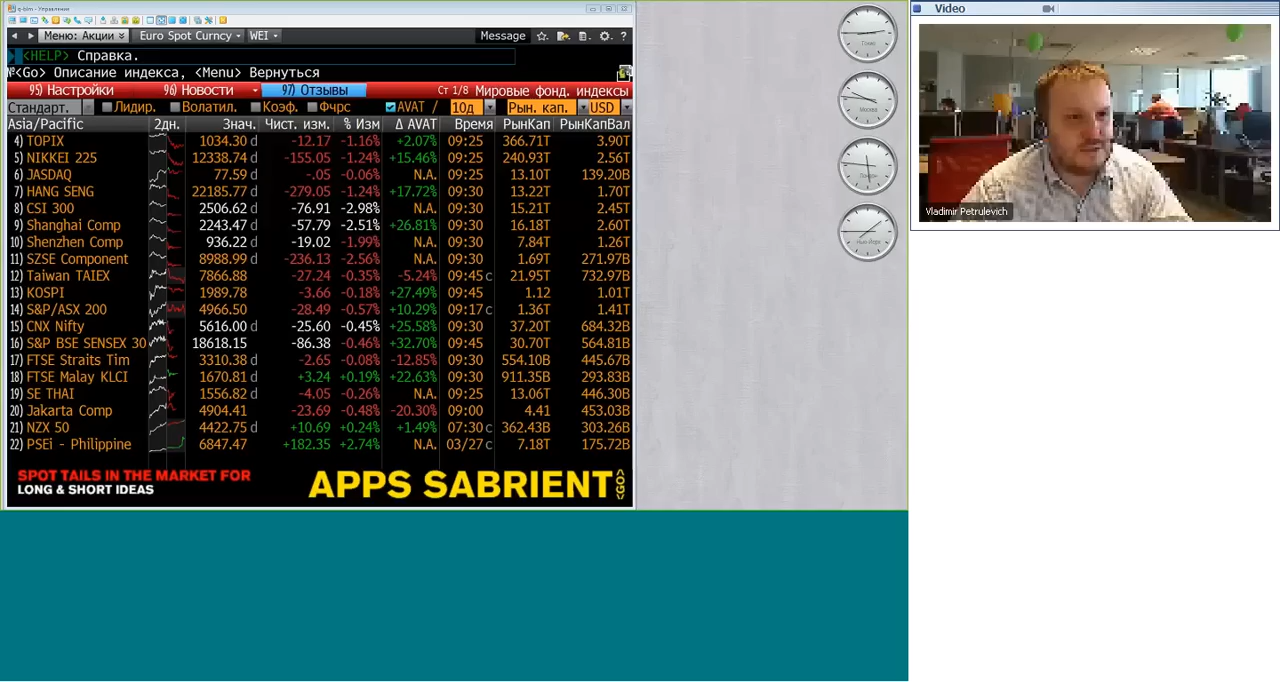 q-blm - Управление
Меню: Акции
Euro Spot Curncy
WEI
Message
<HELP> Справка.
№<Go> Описание индекса, <Menu> Вернуться
95) Настройки 96) Новости 97) Отзывы Ст 1/8 Мировые фонд. индексы
Стандарт. Лидир. Волатил. Коэф. Фчрс AVAT / 10д Рын. кап. USD
Asia/Pacific 2дн. Знач. Чист. изм. % Изм Δ AVAT Время РынКап РынКапВал
4) TOPIX 1034.30 d -12.17 -1.16% +2.07% 09:25 366.71T 3.90T
5) NIKKEI 225 12338.74 d -155.05 -1.24% +15.46% 09:25 240.93T 2.56T
6) JASDAQ 77.59 d -.05 -0.06% N.A. 09:25 13.10T 139.20B
7) HANG SENG 22185.77 d -279.05 -1.24% +17.72% 09:30 13.22T 1.70T
8) CSI 300 2506.62 d -76.91 -2.98% N.A. 09:30 15.21T 2.45T
9) Shanghai Comp 2243.47 d -57.79 -2.51% +26.81% 09:30 16.18T 2.60T
10) Shenzhen Comp 936.22 d -19.02 -1.99% N.A. 09:30 7.84T 1.26T
11) SZSE Component 8988.99 d -236.13 -2.56% N.A. 09:30 1.69T 271.97B
12) Taiwan TAIEX 7866.88 -27.24 -0.35% -5.24% 09:45 c 21.95T 732.97B
13) KOSPI 1989.78 -3.66 -0.18% +27.49% 09:45 1.12 1.01T
14) S&P/ASX 200 4966.50 -28.49 -0.57% +10.29% 09:17 c 1.36T 1.41T
15) CNX Nifty 5616.00 d -25.60 -0.45% +25.58% 09:30 37.20T 684.32B
16) S&P BSE SENSEX 30 18618.15 -86.38 -0.46% +32.70% 09:45 30.70T 564.81B
17) FTSE Straits Tim 3310.38 d -2.65 -0.08% -12.85% 09:30 554.10B 445.67B
18) FTSE Malay KLCI 1670.81 d +3.24 +0.19% +22.63% 09:30 911.35B 293.83B
19) SE THAI 1556.82 d -4.05 -0.26% N.A. 09:25 13.06T 446.30B
20) Jakarta Comp 4904.41 -23.69 -0.48% -20.30% 09:00 4.41 453.03B
21) NZX 50 4422.75 d +10.69 +0.24% +1.49% 07:30 c 362.43B 303.26B
22) PSEi - Philippine 6847.47 +182.35 +2.74% N.A. 03/27 c 7.18T 175.72B
SPOT TAILS IN THE MARKET FOR
LONG & SHORT IDEAS
APPS SABRIENT
<GO>
Токио
Москва
Лондон
Нью-Йорк
Video
Vladimir Petrulevich